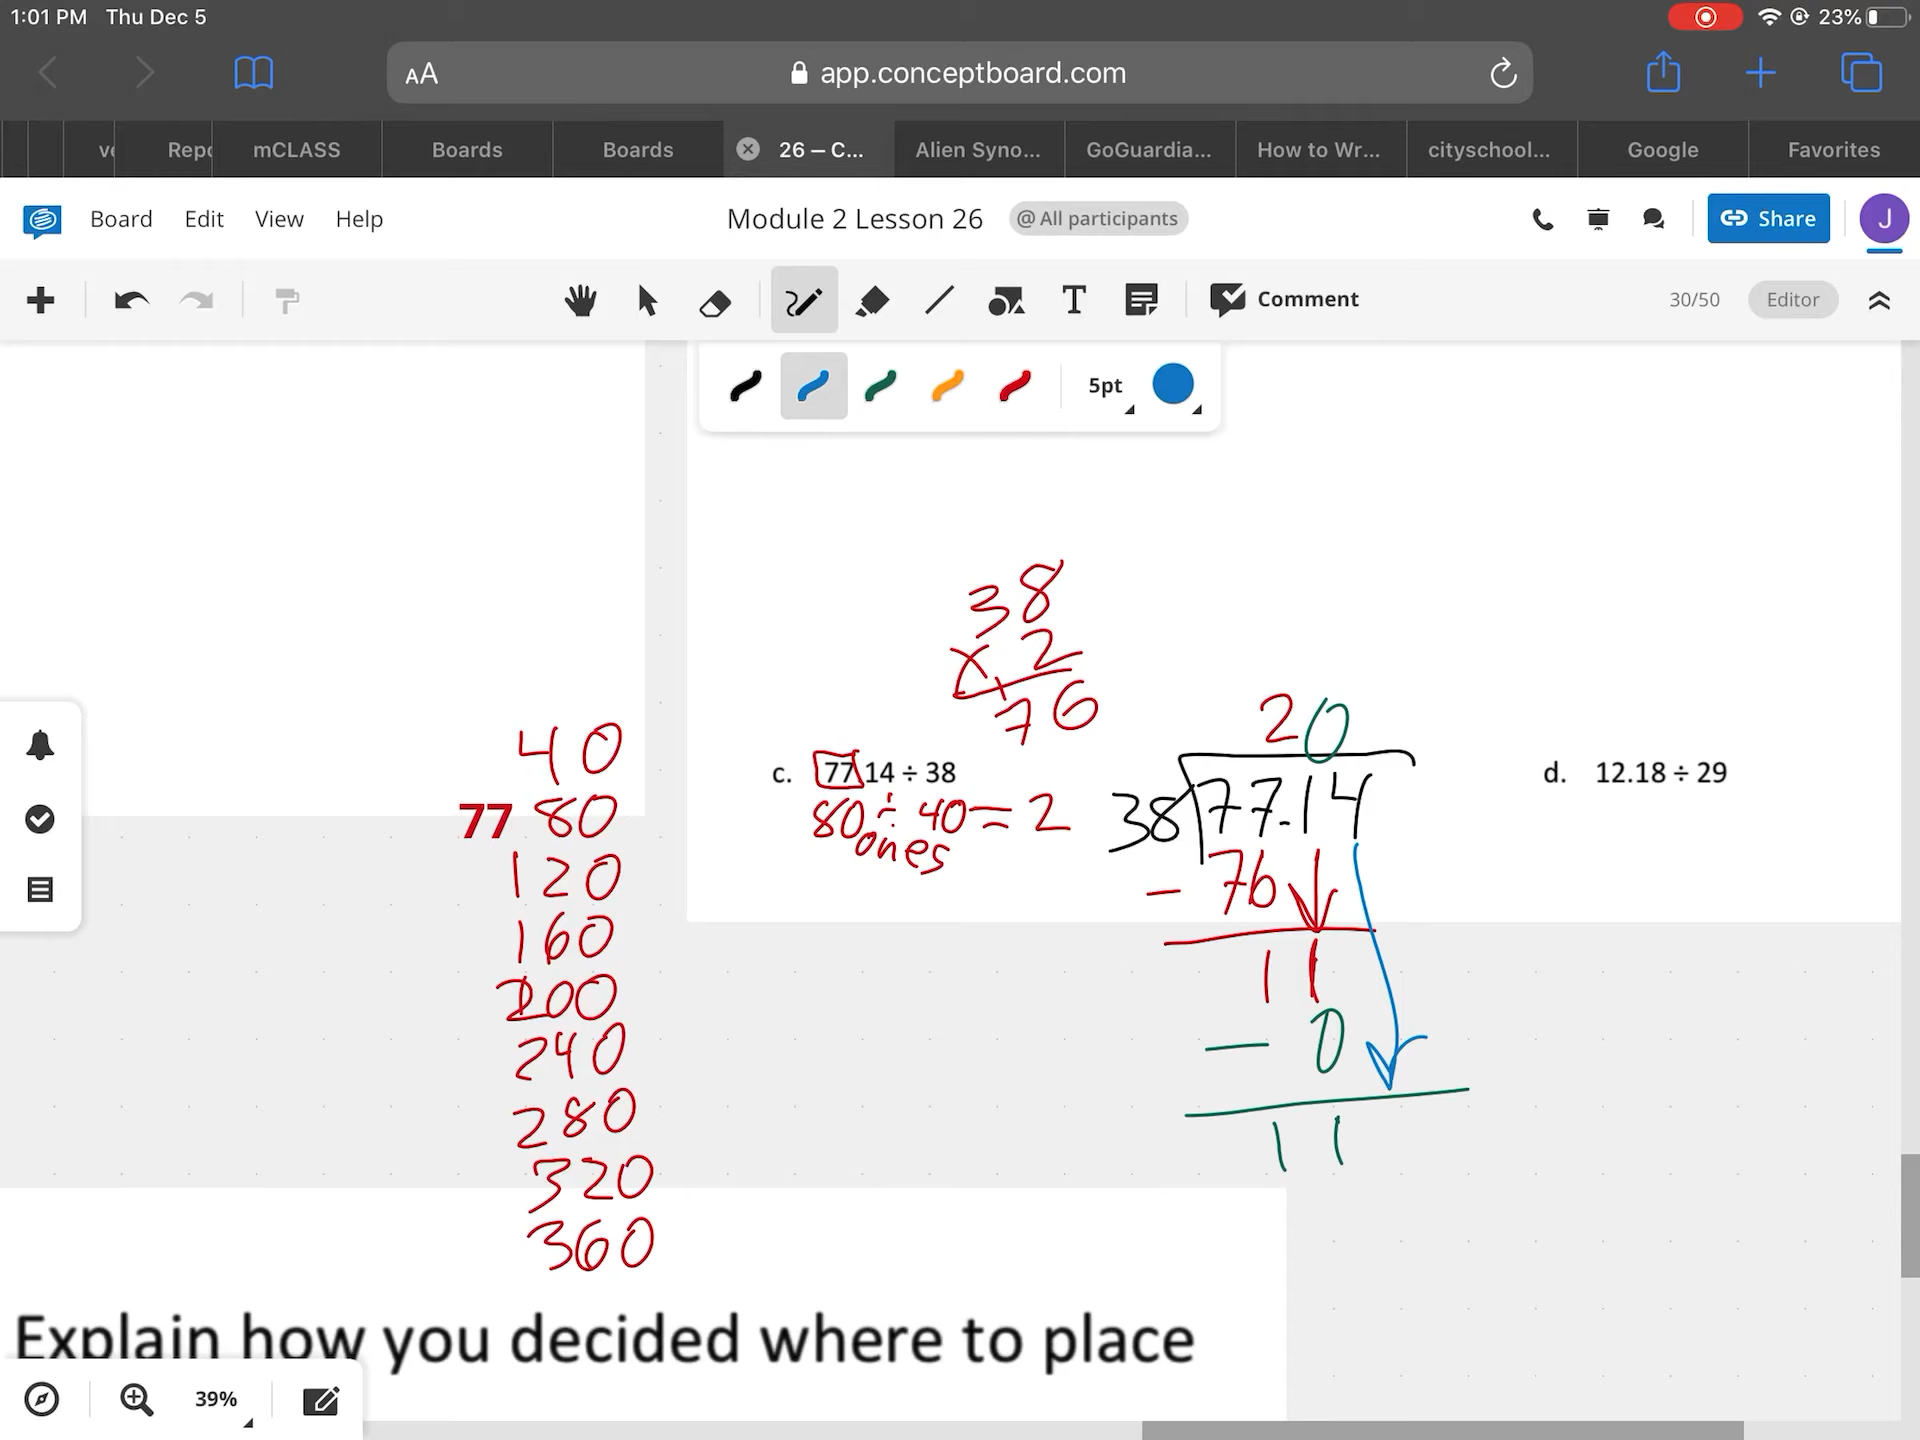 1:01 PM Thu Dec 5 23%
AA app.conceptboard.com
ve Repo mCLASS Boards Boards 26 – C... Alien Syno... GoGuardia... How to Wr... cityschool... Google Favorites
Board Edit View Help Module 2 Lesson 26 @ All participants Share J
T Comment 30/50 Editor
5pt
38
x 2
76
40
77 80
120
160
200
240
280
320
360
c. 77.14 ÷ 38
80 ÷ 40 = 2
ones
20
38 77.14
- 76
11
- 0
11
d. 12.18 ÷ 29
Explain how you decided where to place
39%